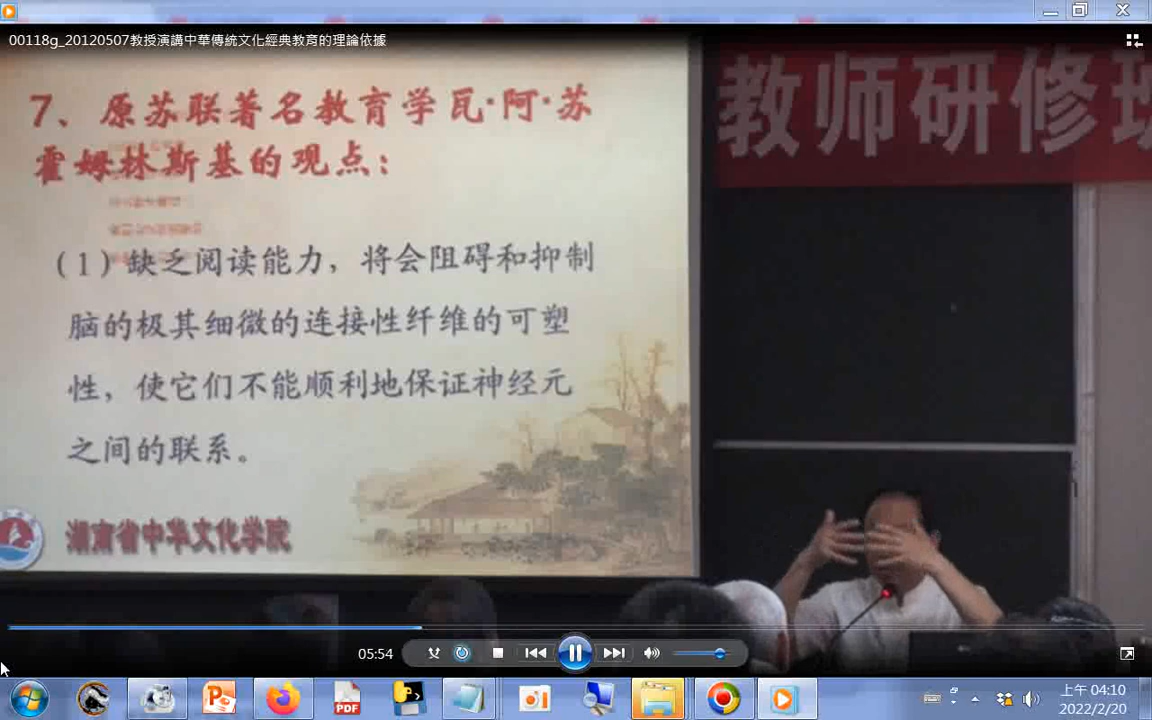 00118g_20120507教授演講中華傳統文化經典教育的理論依據
7、原苏联著名教育学瓦·阿·苏
霍姆林斯基的观点：
（1）缺乏阅读能力，将会阻碍和抑制
脑的极其细微的连接性纤维的可塑
性，使它们不能顺利地保证神经元
之间的联系。
湖南省中华文化学院
教师研修班
05:54
PDF
上午 04:10
2022/2/20